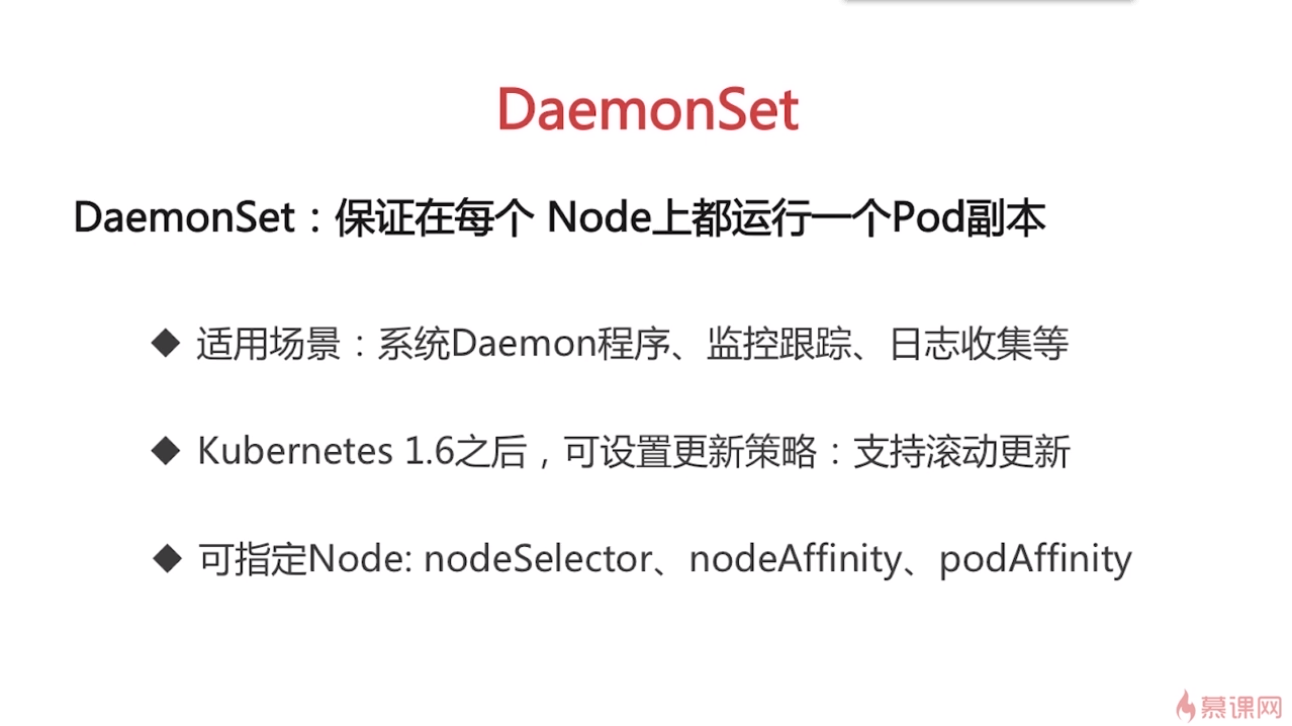 DaemonSet
DaemonSet：保证在每个 Node上都运行一个Pod副本
◆ 适用场景：系统Daemon程序、监控跟踪、日志收集等
◆ Kubernetes 1.6之后，可设置更新策略：支持滚动更新
◆ 可指定Node: nodeSelector、nodeAffinity、podAffinity
慕课网